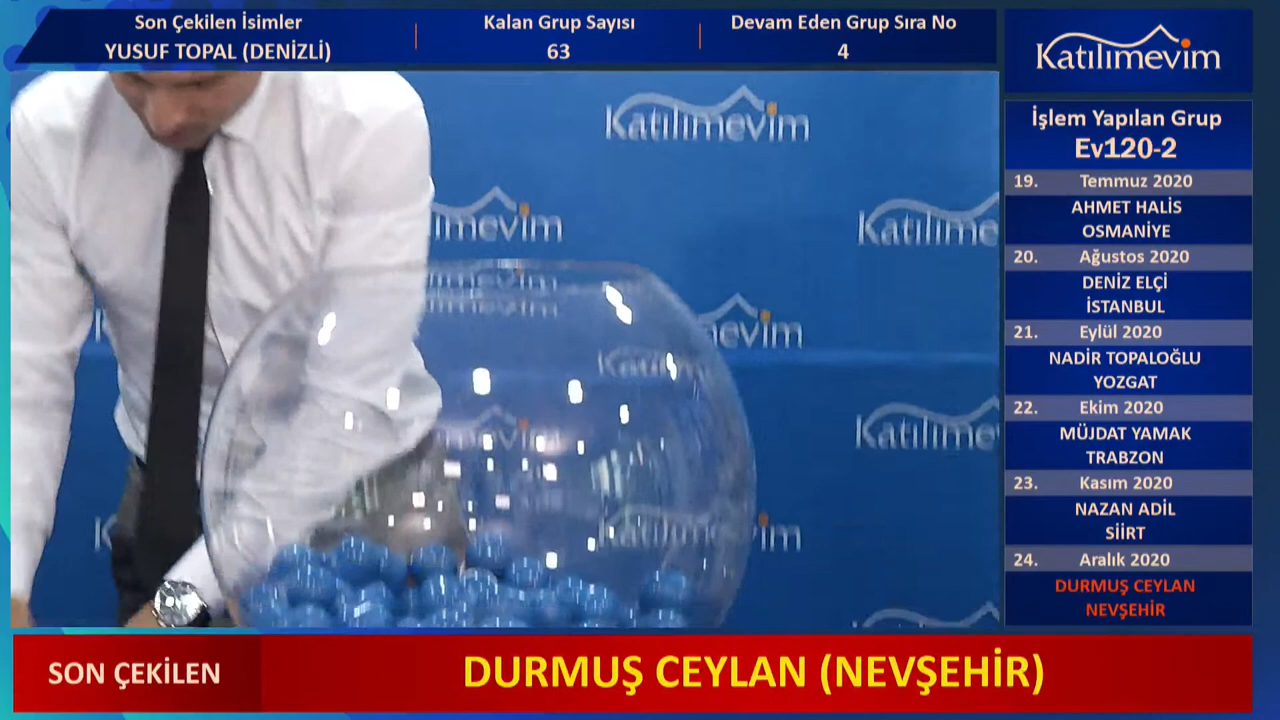 Son Çekilen İsimler
YUSUF TOPAL (DENİZLİ)
Kalan Grup Sayısı
63
Devam Eden Grup Sıra No
4
Katılımevim
İşlem Yapılan Grup
Ev120-2
19. Temmuz 2020
AHMET HALİS
OSMANİYE
20. Ağustos 2020
DENİZ ELÇİ
İSTANBUL
21. Eylül 2020
NADİR TOPALOĞLU
YOZGAT
22. Ekim 2020
MÜJDAT YAMAK
TRABZON
23. Kasım 2020
NAZAN ADİL
SİİRT
24. Aralık 2020
DURMUŞ CEYLAN
NEVŞEHİR
Katılımevim
Katılıme
Katılıme
SON ÇEKİLEN
DURMUŞ CEYLAN (NEVŞEHİR)